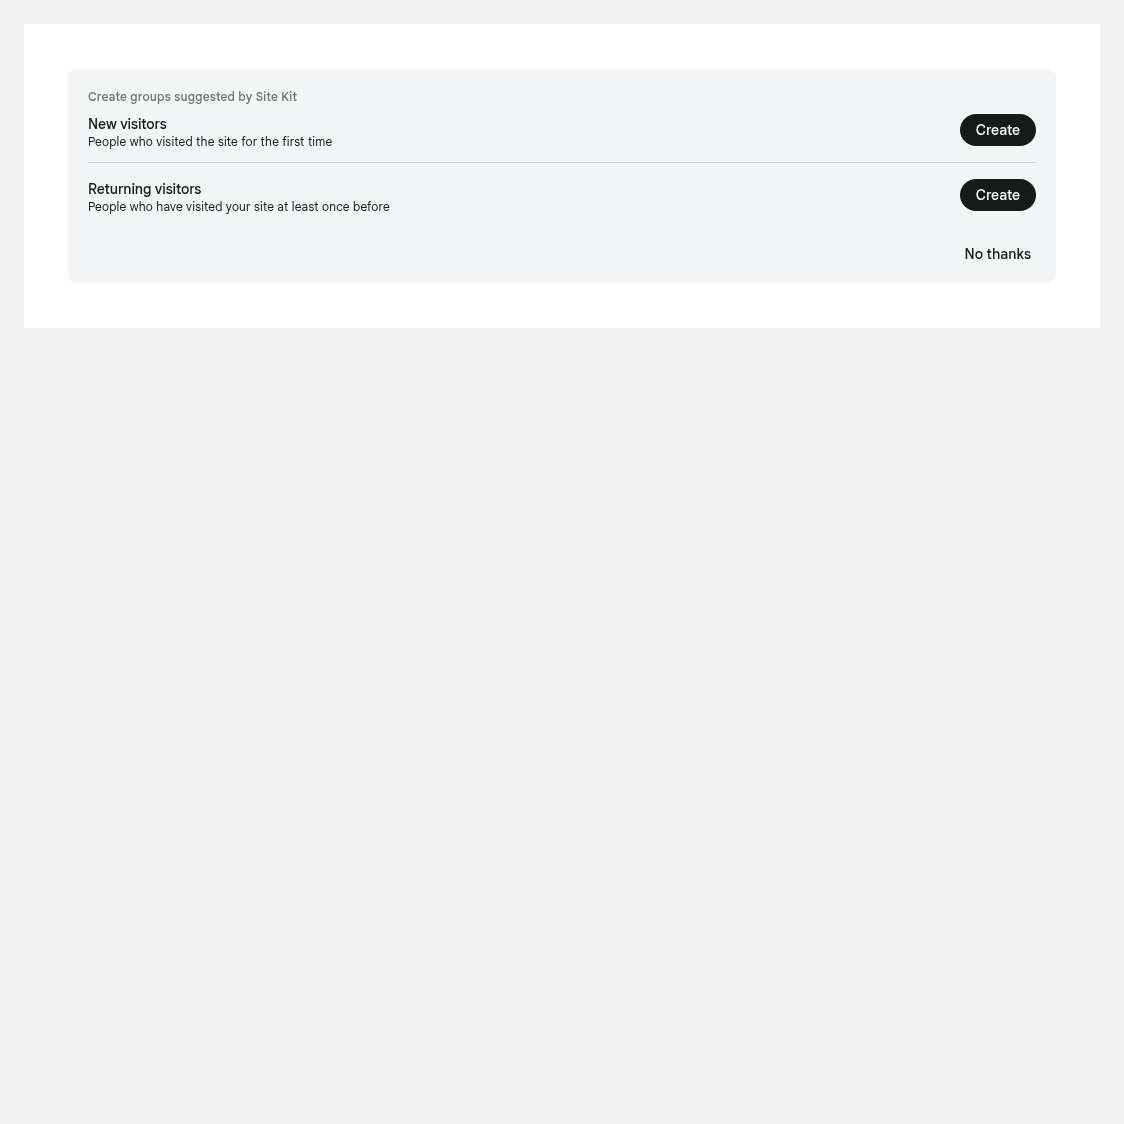 Create groups suggested by Site Kit
New visitors
People who visited the site for the first time
Create
Returning visitors
People who have visited your site at least once before
Create
No thanks